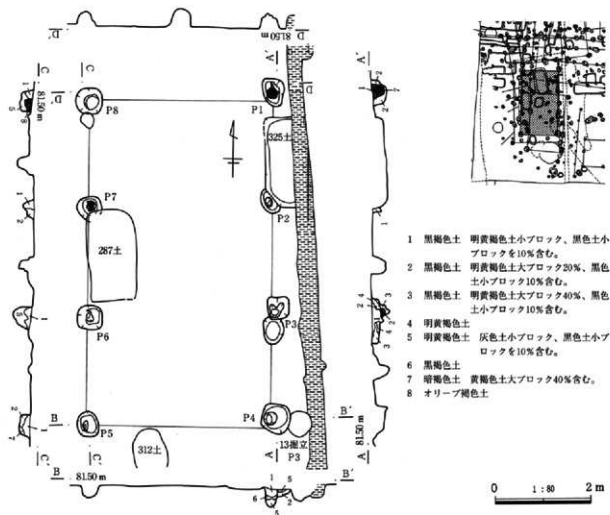 D'
81.50 m
D
C'
C
A'
A'
81.50 m
D'
D
P8
P1
325土
P7
P2
287土
P6
P3
P5
P4
312土
13掘立
P3
B
B'
C'
C'
A
A
81.50 m
B
81.50 m
B'
1 黒褐色土 明黄褐色土小ブロック、黒色土小
ブロックを10%含む。
2 黒褐色土 明黄褐色土大ブロック20%、黒色
土小ブロック10%含む。
3 黒褐色土 明黄褐色土大ブロック40%、黒色
土小ブロック10%含む。
4 明黄褐色土
5 明黄褐色土 灰色土小ブロック、黒色土小ブ
ロックを10%含む。
6 黒褐土
7 暗褐色土 黄褐色土大ブロック40%含む。
8 オリーブ褐色土
0 1:80 2 m